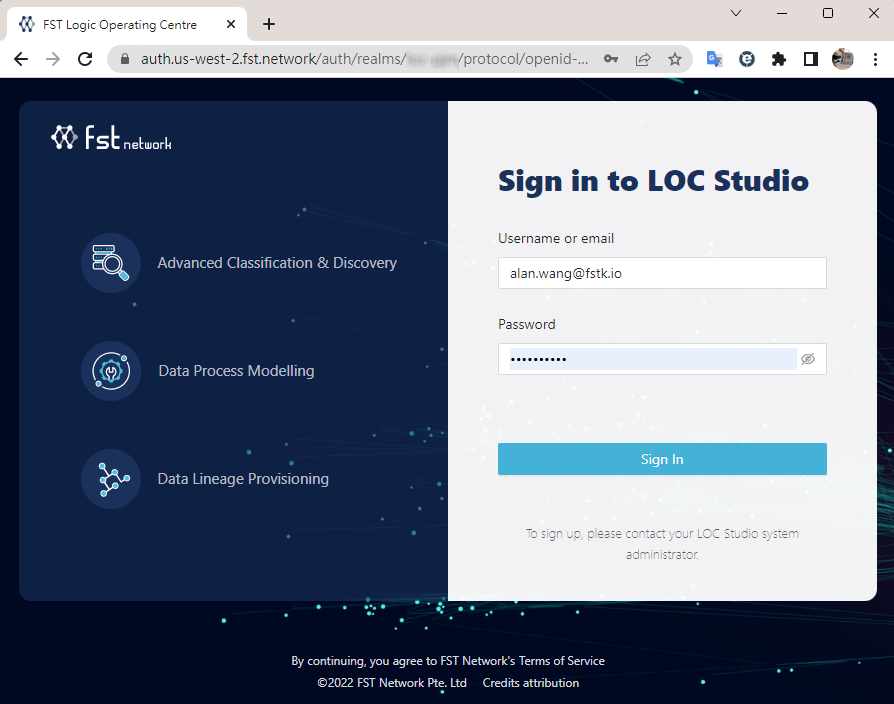 FST Logic Operating Centre
auth.us-west-2.fst.network/auth/realms/ /protocol/openid-...
fst network
Sign in to LOC Studio
Username or email
alan.wang@fstk.io
Advanced Classification & Discovery
Password
••••••••••
Data Process Modelling
Sign In
Data Lineage Provisioning
To sign up, please contact your LOC Studio system
administrator.
By continuing, you agree to FST Network's Terms of Service
©2022 FST Network Pte. Ltd Credits attribution